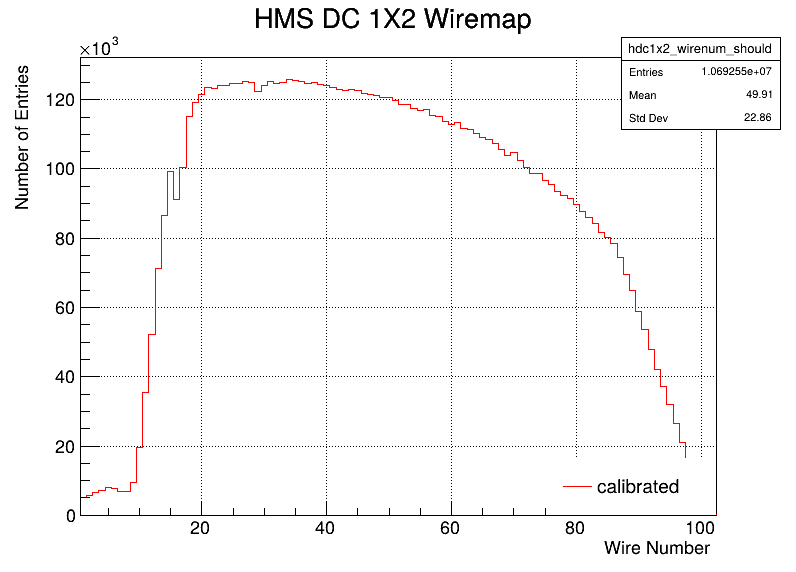 HMS DC 1X2 Wiremap
×10³
hdc1x2_wirenum_should
Entries 1.069255e+07
Mean 49.91
Std Dev 22.86
Number of Entries
120
100
80
60
40
20
0
calibrated
20 40 60 80 100
Wire Number